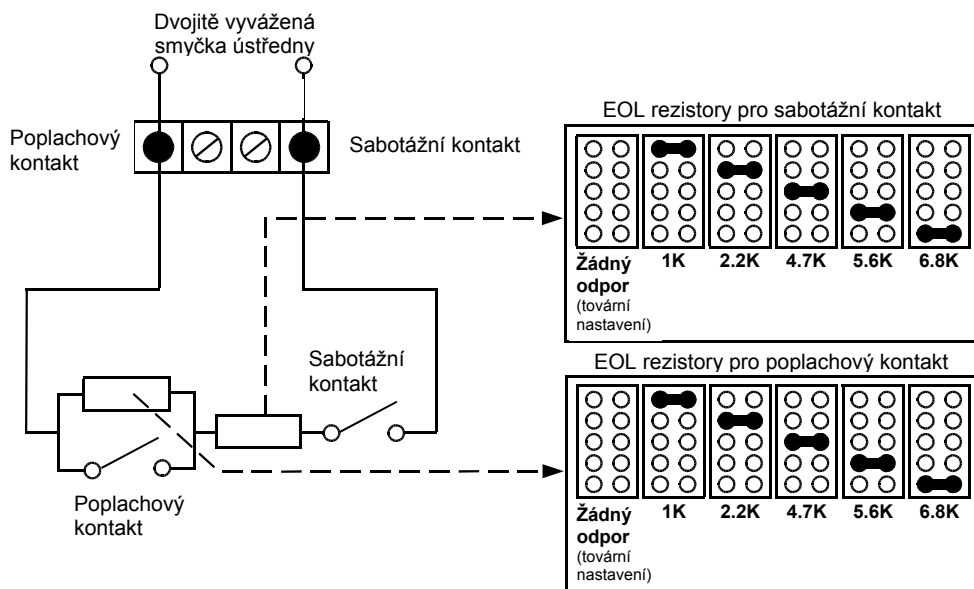 Dvojitě vyvážená
smyčka ústředny
Poplachový
kontakt
Sabotážní kontakt
EOL rezistory pro sabotážní kontakt
Žádný
odpor
(tovární
nastavení)
1K
2.2K
4.7K
5.6K
6.8K
Sabotážní
kontakt
Poplachový
kontakt
EOL rezistory pro poplachový kontakt
Žádný
odpor
(tovární
nastavení)
1K
2.2K
4.7K
5.6K
6.8K